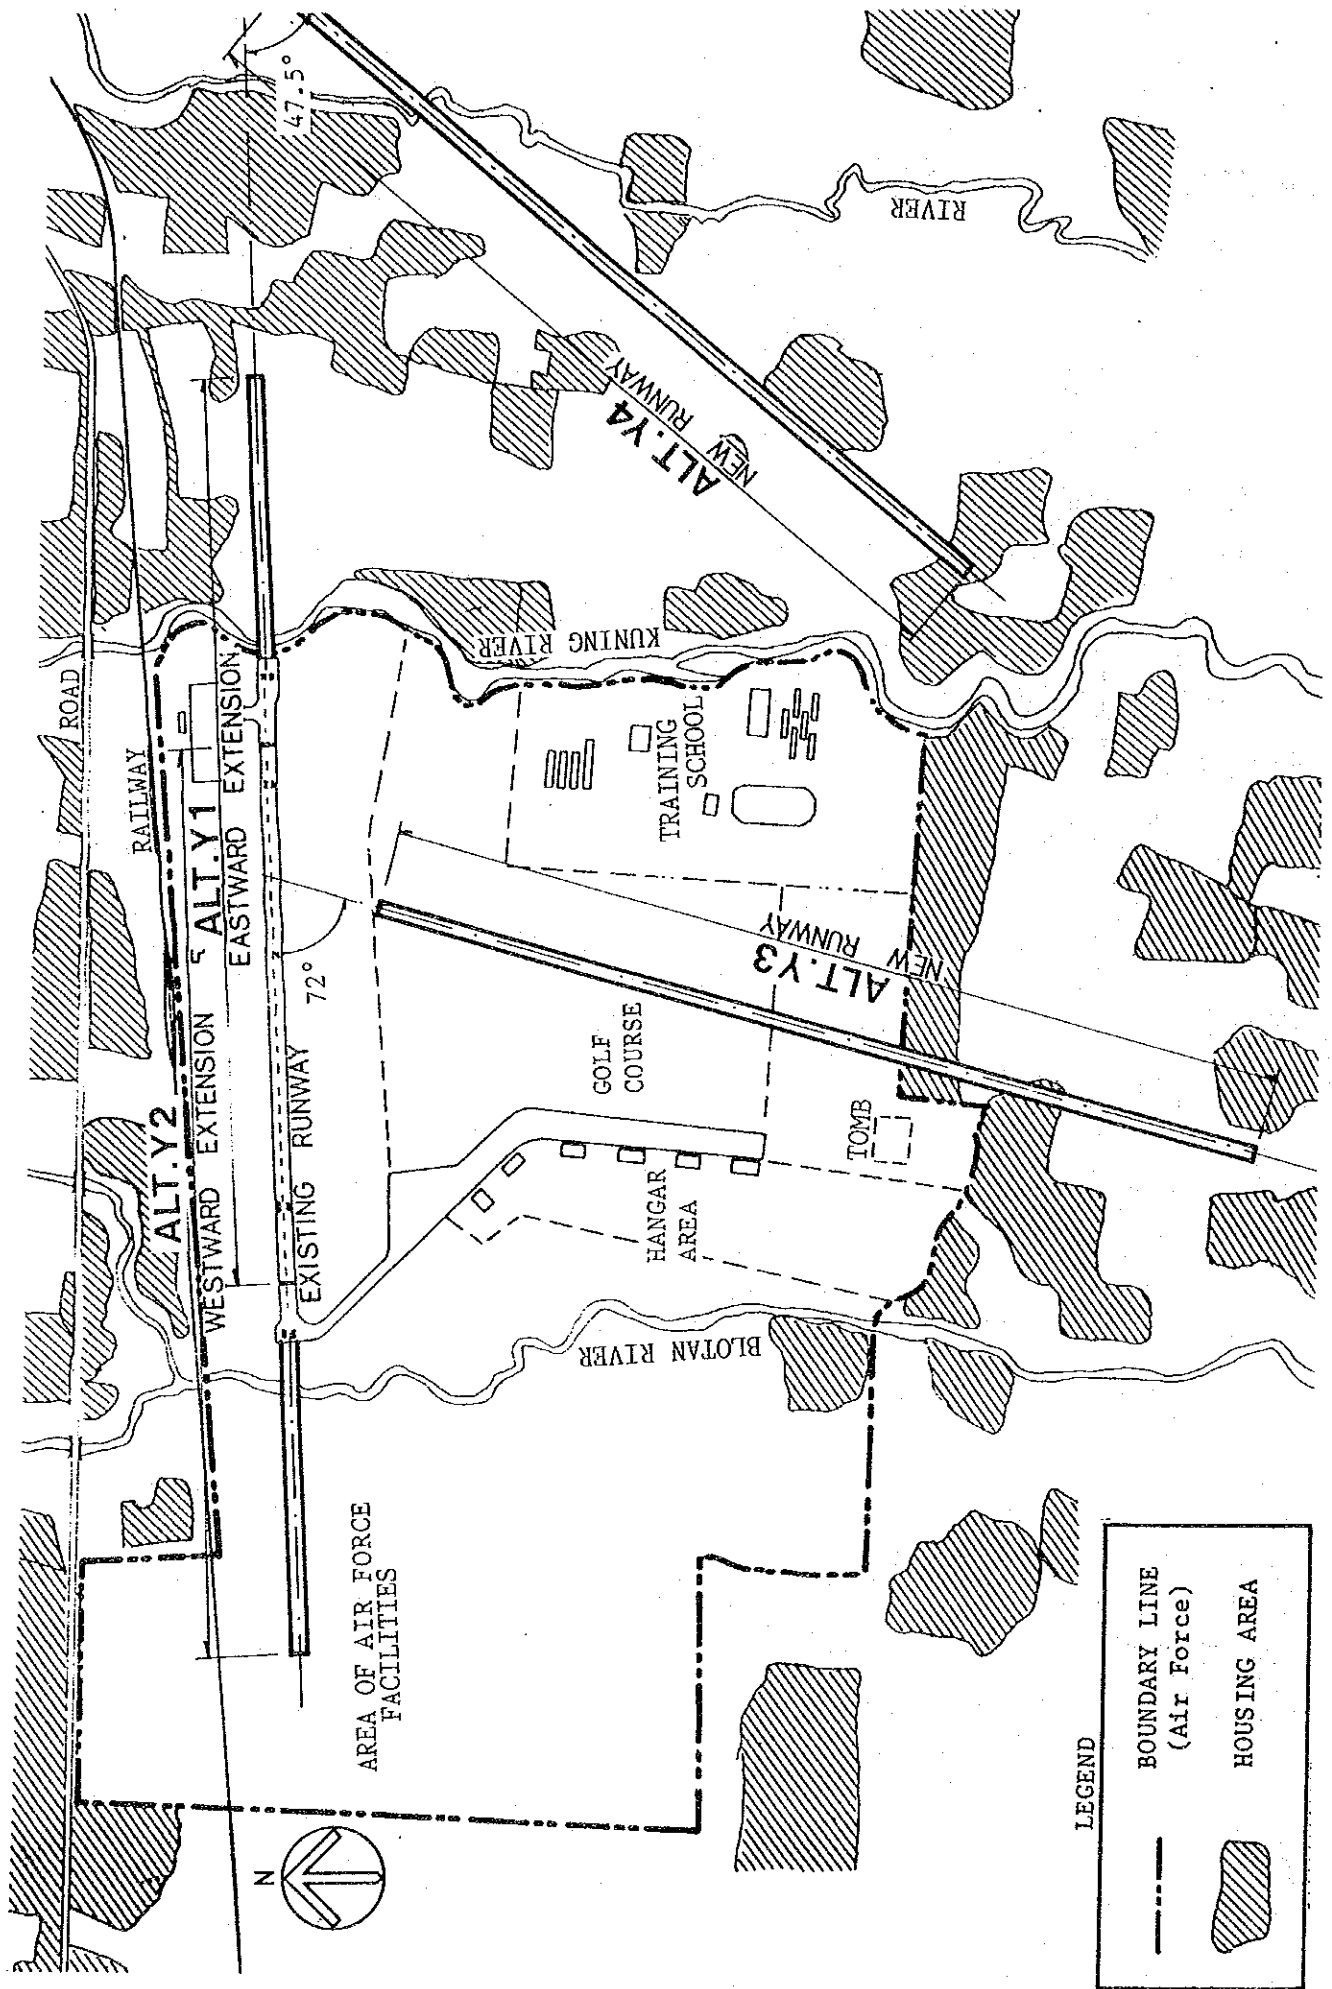 47.5°
ROAD
RAILWAY
ALT.Y1
EASTWARD EXTENSION
ALT.Y2
WESTWARD EXTENSION
EXISTING RUNWAY
72°
KUNING RIVER
RIVER
ALT.Y4
NEW RUNWAY
TRAINING
SCHOOL
ALT.Y3
NEW RUNWAY
GOLF
COURSE
TOMB
HANGAR
AREA
BLOTAN RIVER
AREA OF AIR FORCE
FACILITIES
N
LEGEND
BOUNDARY LINE
(Air Force)
HOUSING AREA